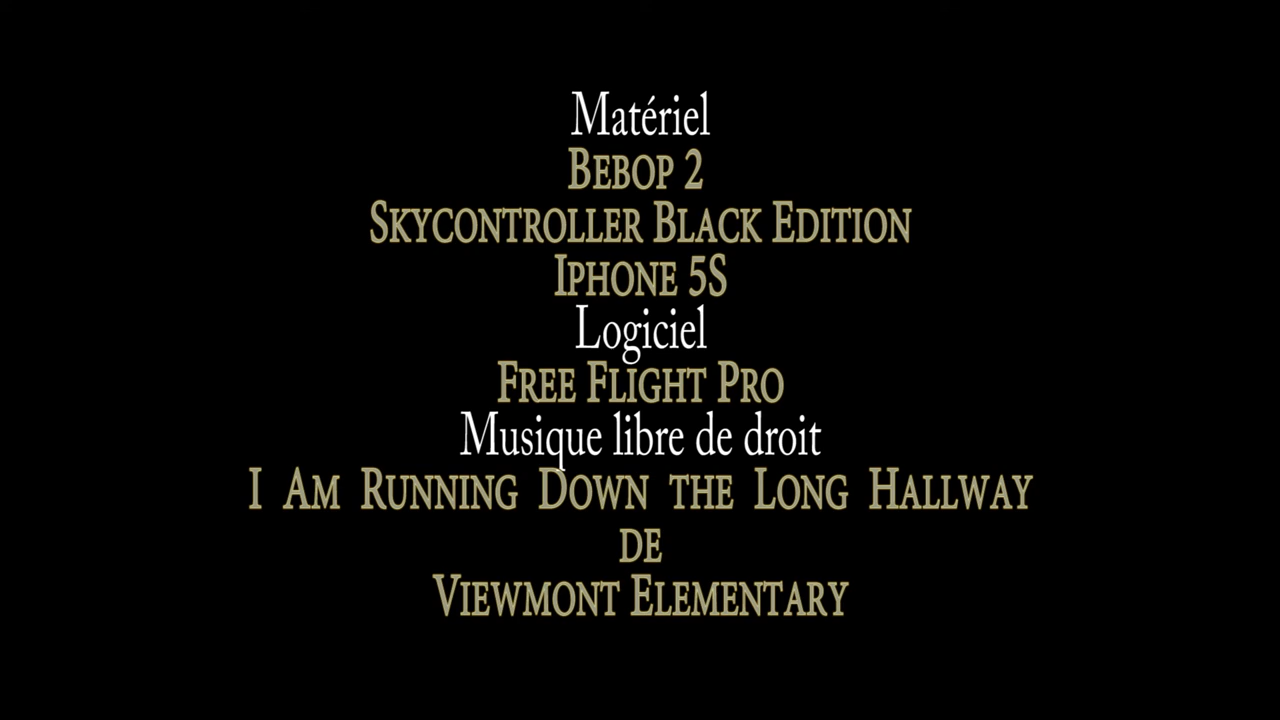 Matériel
Bebop 2
Skycontroller Black Edition
Iphone 5S
Logiciel
Free Flight Pro
Musique libre de droit
I Am Running Down the Long Hallway
de
Viewmont Elementary